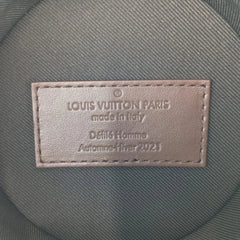 LOUIS VUITTON PARIS
made in Italy
Défilé Homme
Automne-Hiver 2021